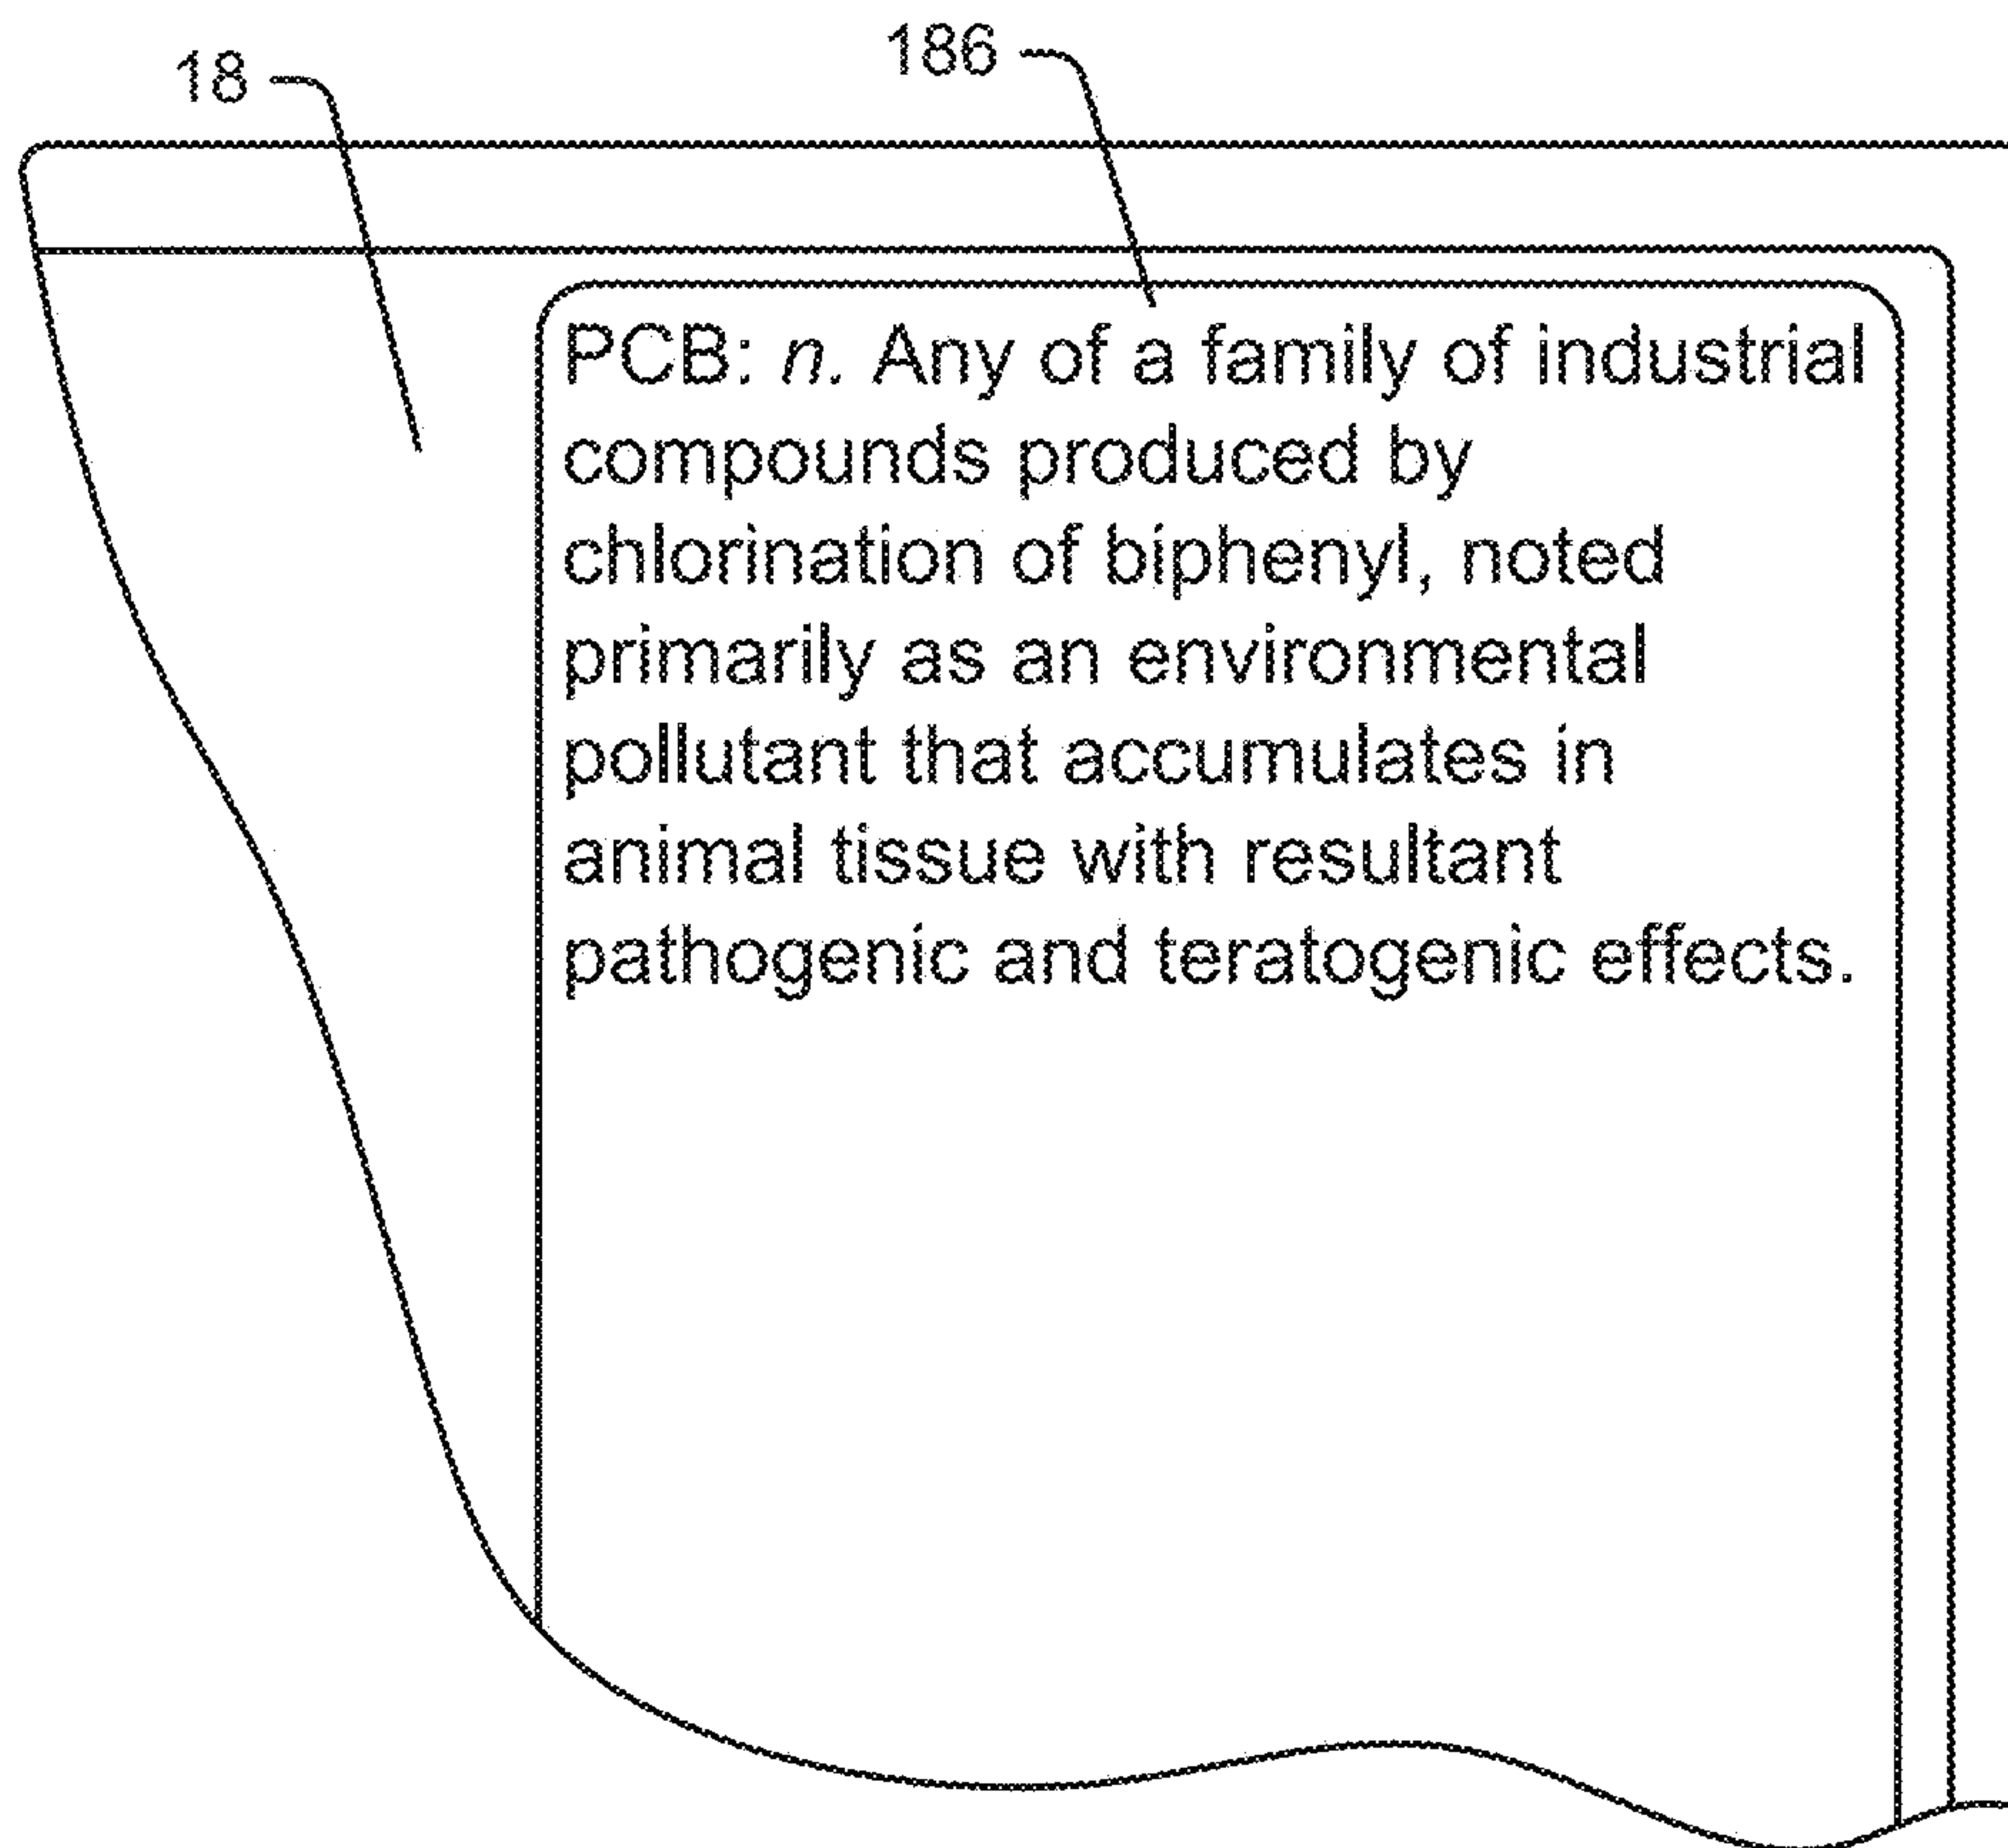 18
186
PCB: n. Any of a family of industrial
compounds produced by
chlorination of biphenyl, noted
primarily as an environmental
pollutant that accumulates in
animal tissue with resultant
pathogenic and teratogenic effects.